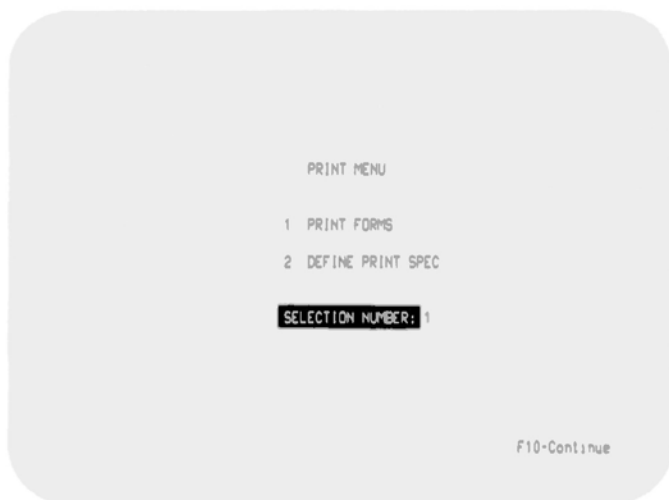 PRINT MENU
1 PRINT FORMS
2 DEFINE PRINT SPEC
SELECTION NUMBER: 1
F10-Continue